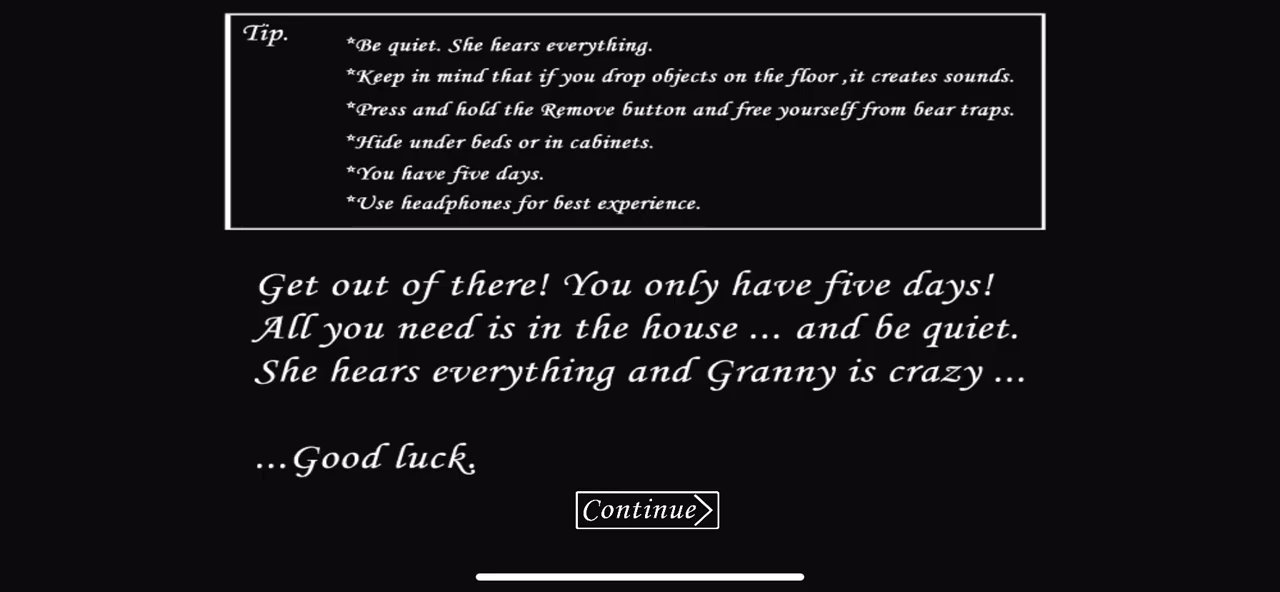 Tip.
*Be quiet. She hears everything.
*Keep in mind that if you drop objects on the floor ,it creates sounds.
*Press and hold the Remove button and free yourself from bear traps.
*Hide under beds or in cabinets.
*You have five days.
*Use headphones for best experience.
Get out of there! You only have five days!
All you need is in the house ... and be quiet.
She hears everything and Granny is crazy ...
...Good luck.
Continue